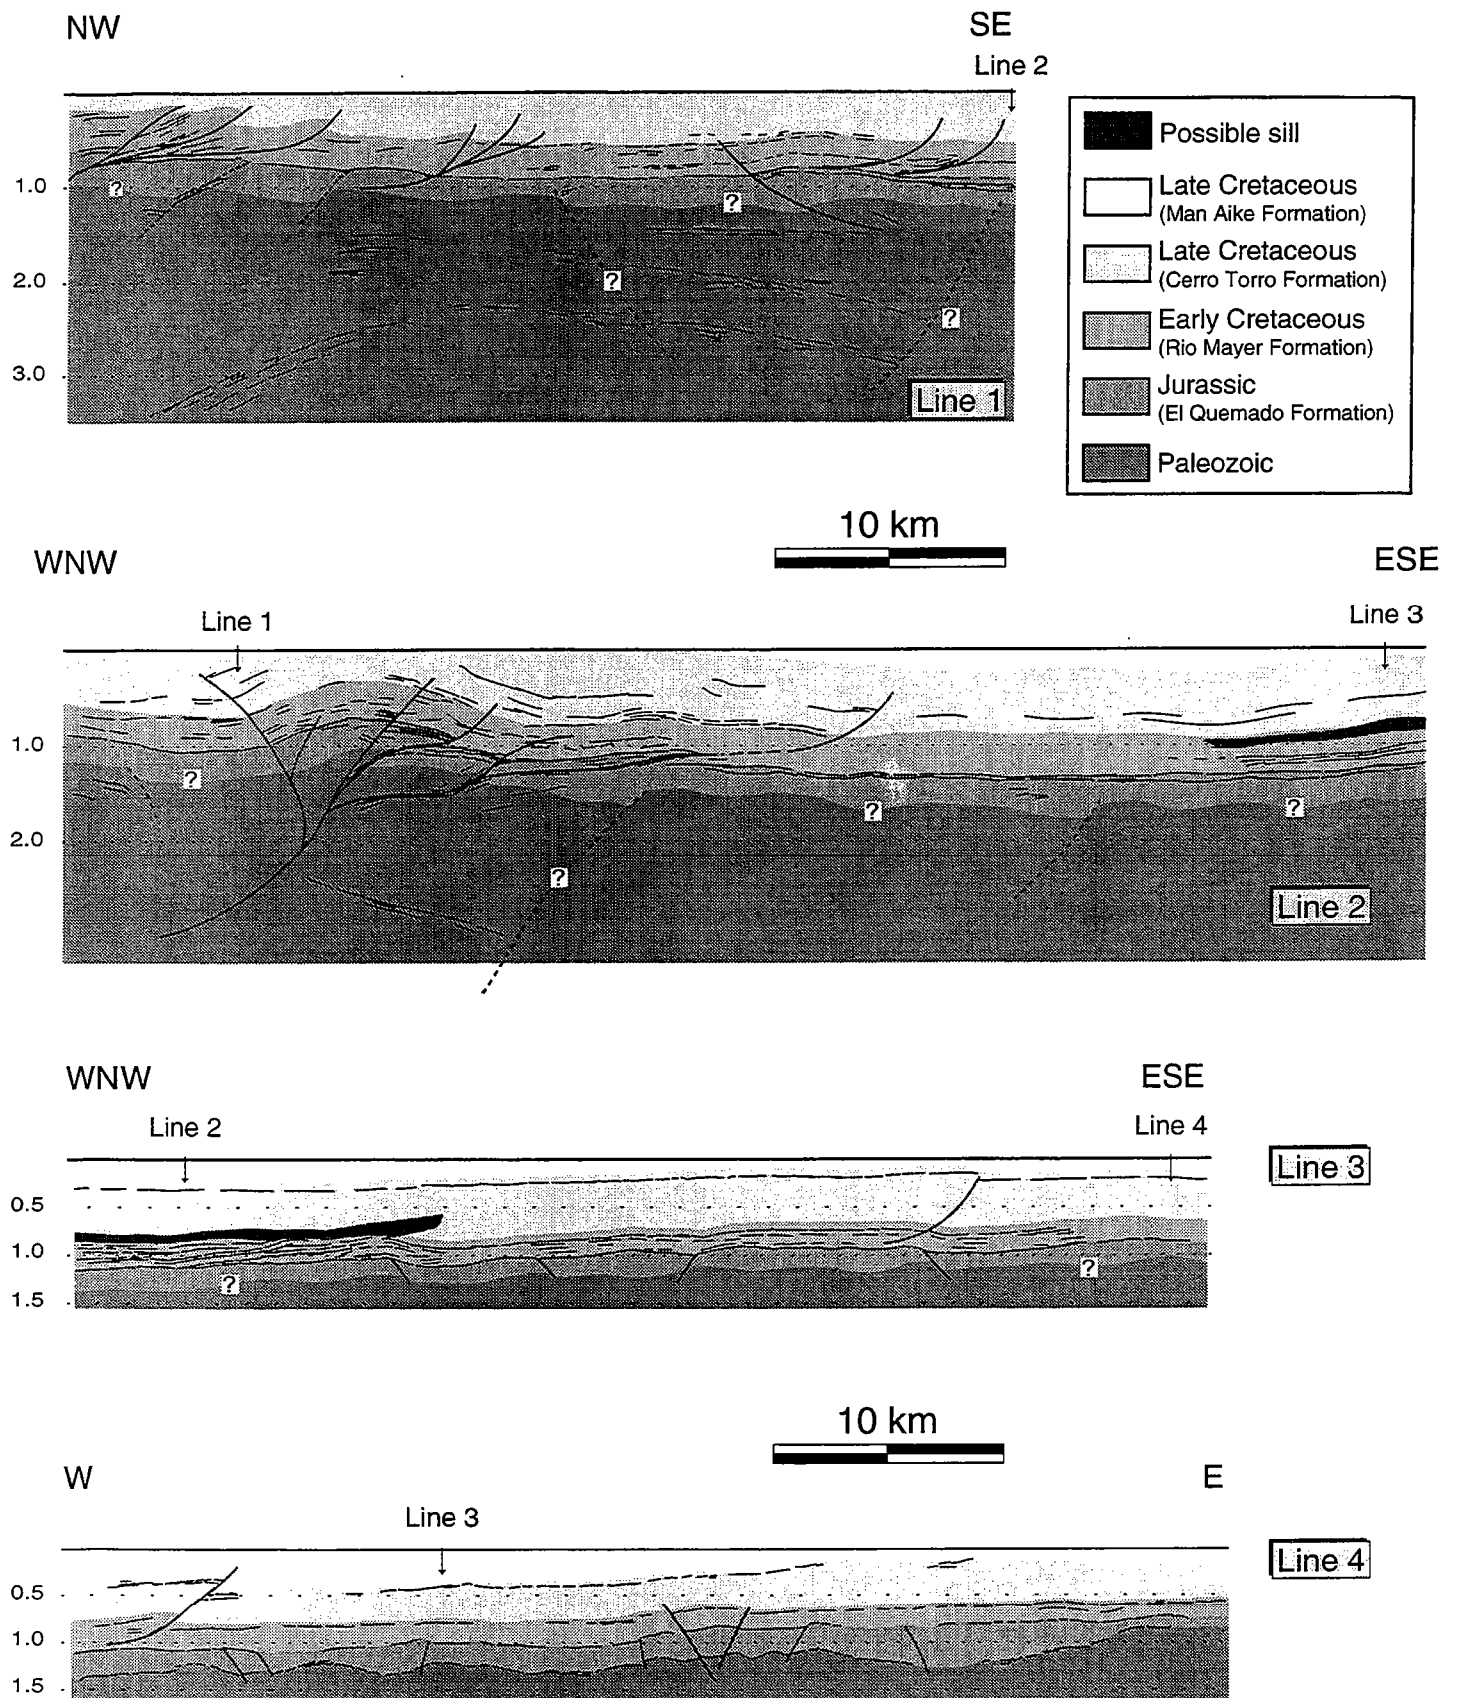 NW SE
Line 2
1.0
?
?
2.0
?
?
3.0
Line 1
Possible sill
Late Cretaceous
(Man Aike Formation)
Late Cretaceous
(Cerro Torro Formation)
Early Cretaceous
(Rio Mayer Formation)
Jurassic
(El Quemado Formation)
Paleozoic
10 km
WNW ESE
Line 1 Line 3
1.0
?
?
?
2.0
?
Line 2
WNW ESE
Line 2 Line 4
Line 3
0.5
1.0
?
?
1.5
10 km
W E
Line 3
Line 4
0.5
1.0
1.5